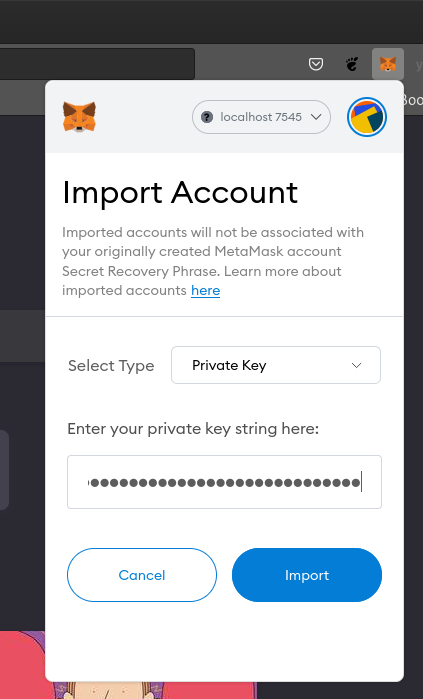 localhost 7545
Boo
Import Account
Imported accounts will not be associated with
your originally created MetaMask account
Secret Recovery Phrase. Learn more about
imported accounts here
Select Type
Private Key
Enter your private key string here:
Cancel
Import